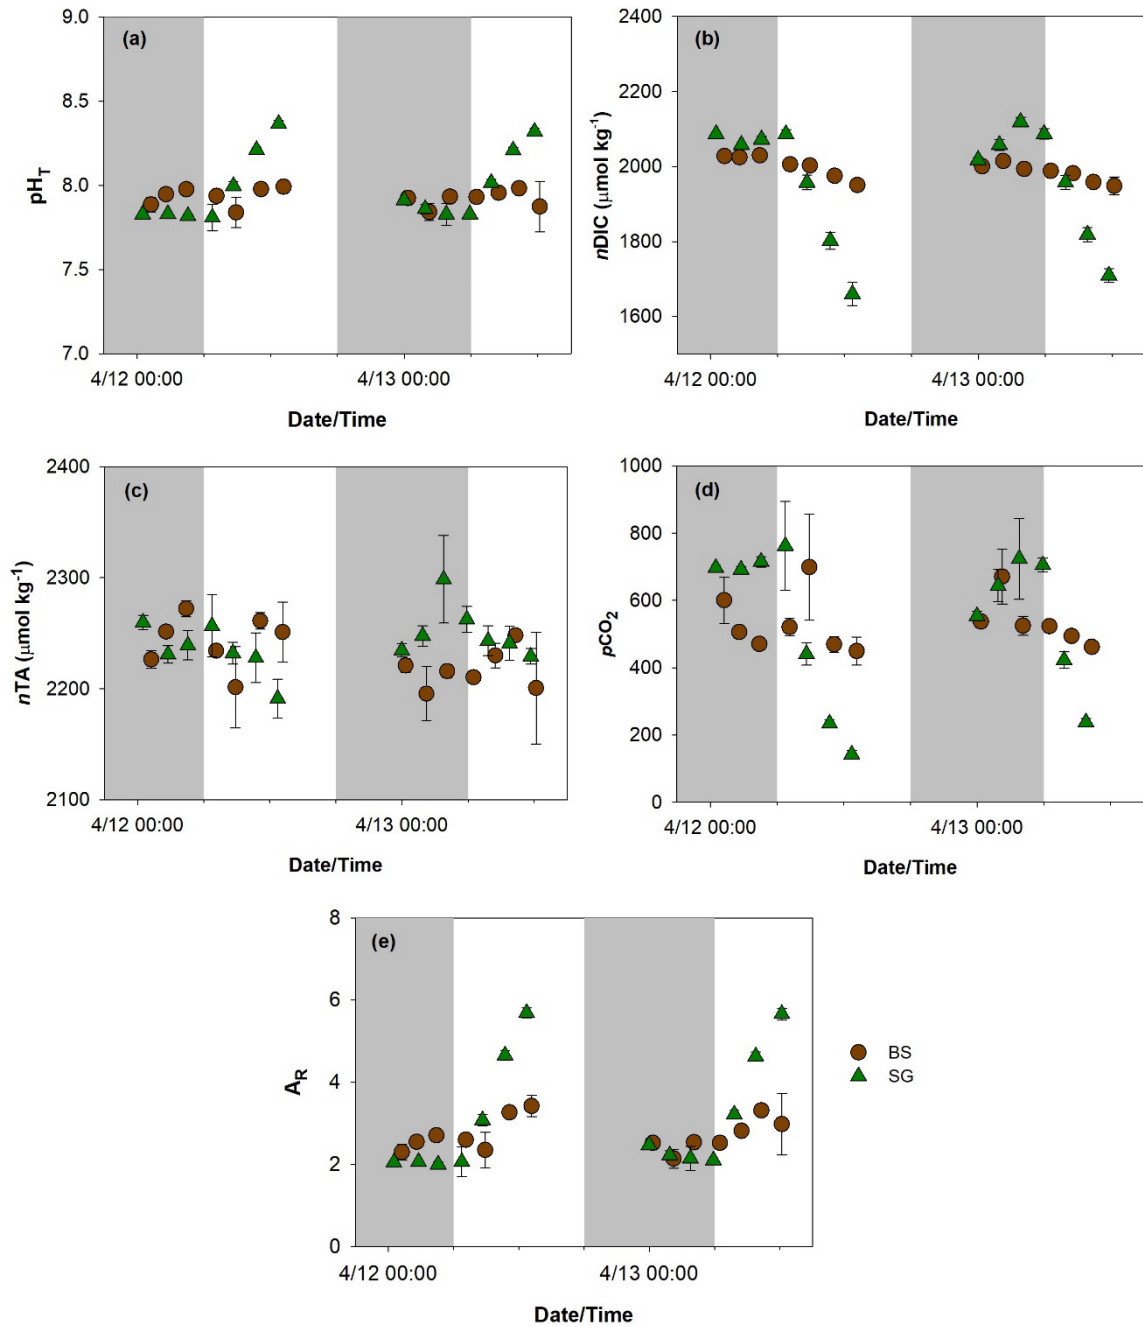 (a)
9.0
8.5
8.0
7.5
7.0
pHT
4/12 00:00
4/13 00:00
Date/Time
(b)
2400
2200
2000
1800
1600
nDIC (µmol kg-1)
4/12 00:00
4/13 00:00
Date/Time
(c)
2400
2300
2200
2100
nTA (µmol kg-1)
4/12 00:00
4/13 00:00
Date/Time
(d)
1000
800
600
400
200
0
pCO2
4/12 00:00
4/13 00:00
Date/Time
(e)
8
6
4
2
0
AR
4/12 00:00
4/13 00:00
Date/Time
BS
SG